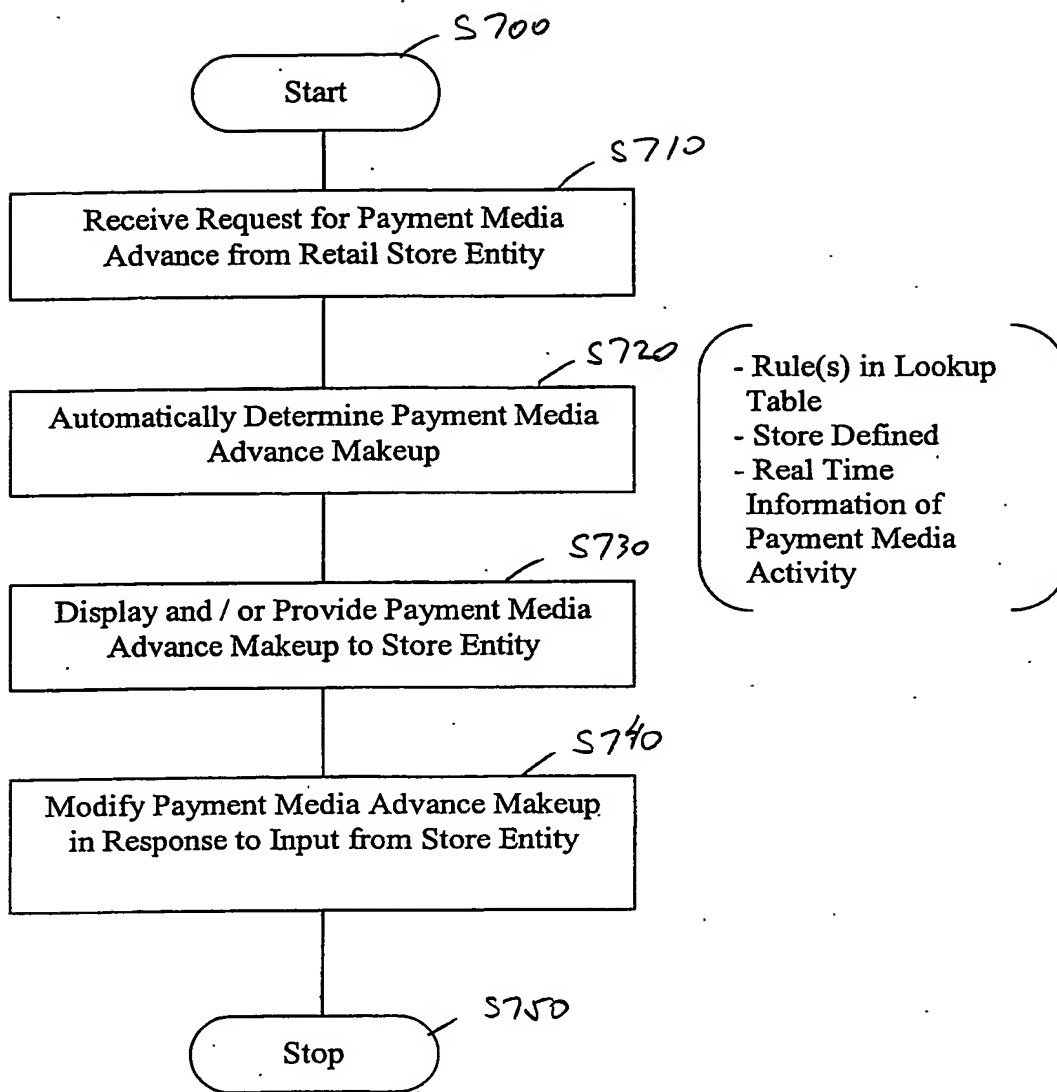 S700
Start
S710
Receive Request for Payment Media
Advance from Retail Store Entity
S720
Automatically Determine Payment Media
Advance Makeup
- Rule(s) in Lookup
Table
- Store Defined
- Real Time
Information of
Payment Media
Activity
S730
Display and / or Provide Payment Media
Advance Makeup to Store Entity
S740
Modify Payment Media Advance Makeup
in Response to Input from Store Entity
S750
Stop